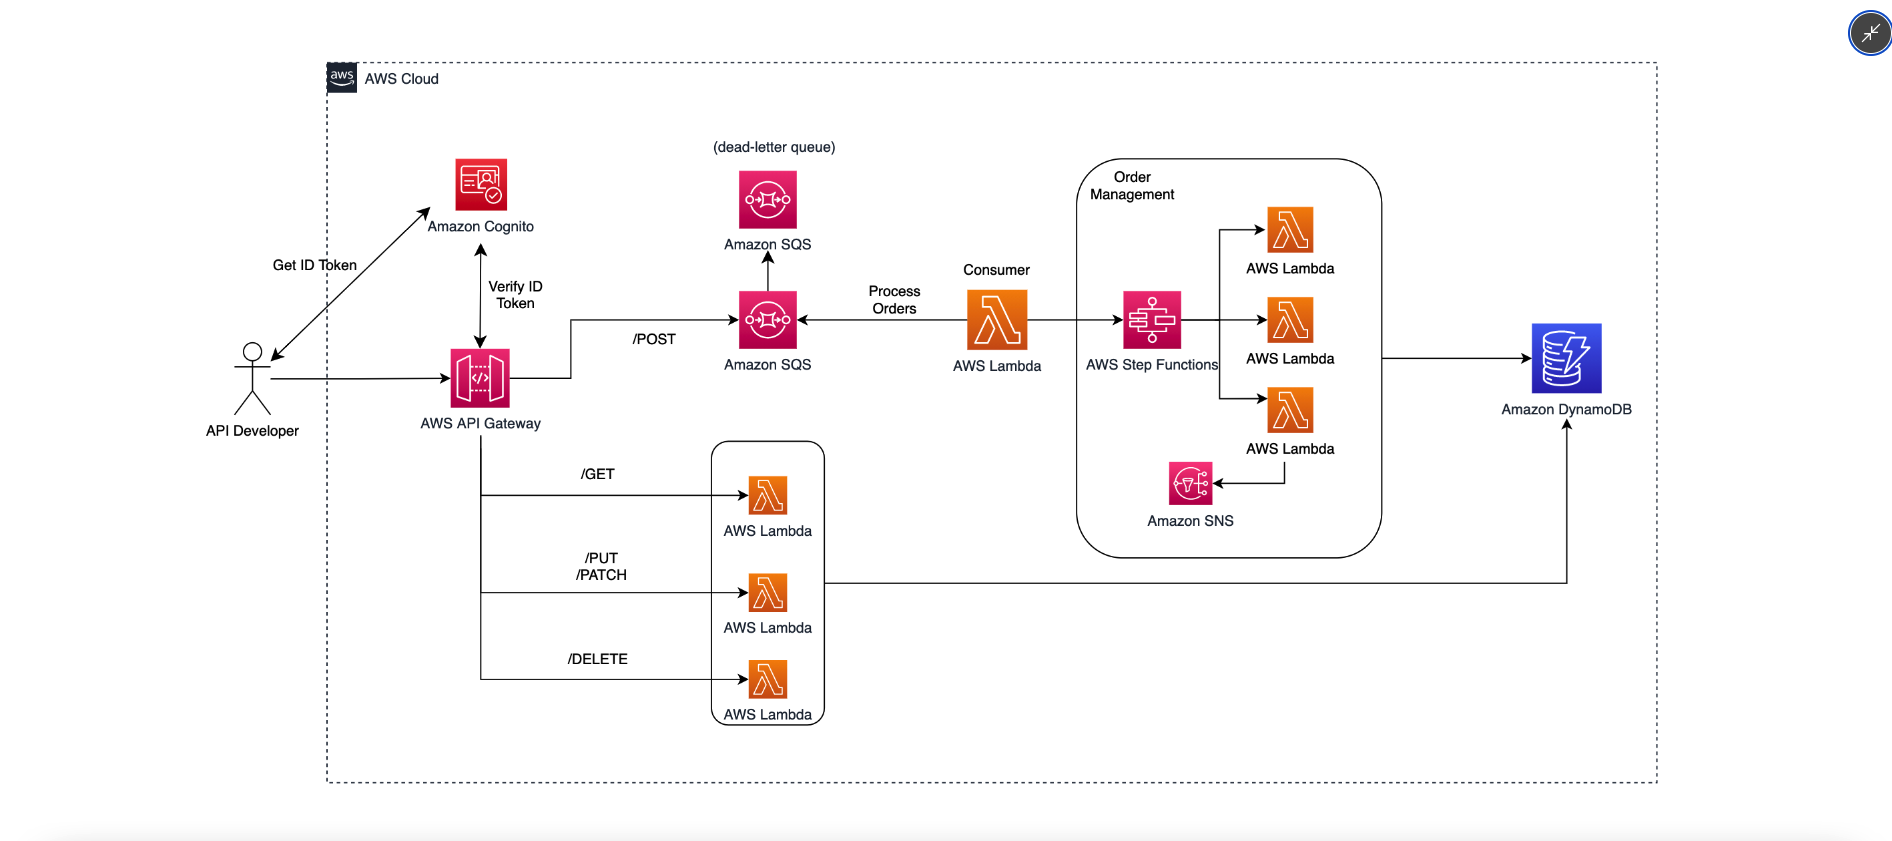 aws
AWS Cloud
(dead-letter queue)
Amazon SQS
Amazon Cognito
Get ID Token
Verify ID
Token
API Developer
AWS API Gateway
/POST
Amazon SQS
Process
Orders
Consumer
AWS Lambda
Order
Management
AWS Step Functions
AWS Lambda
AWS Lambda
AWS Lambda
Amazon SNS
Amazon DynamoDB
/GET
AWS Lambda
/PUT
/PATCH
AWS Lambda
/DELETE
AWS Lambda